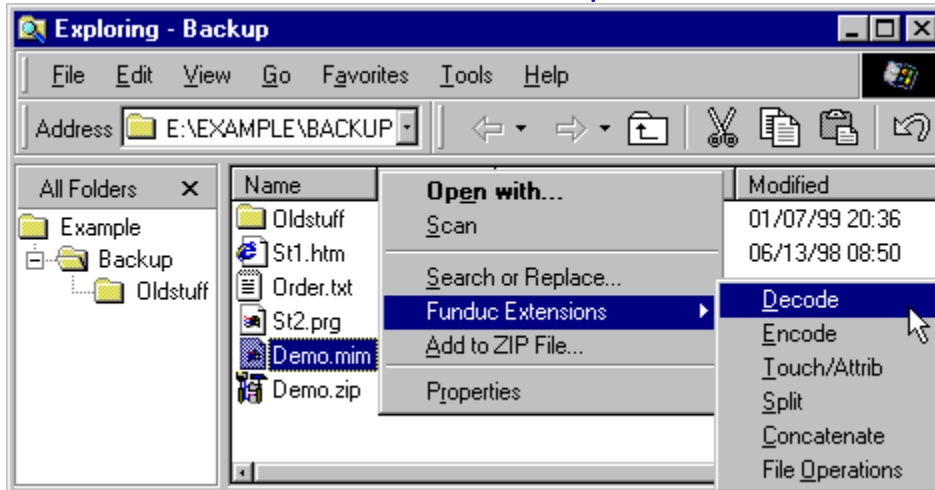 Exploring - Backup
File Edit View Go Favorites Tools Help
Address E:\EXAMPLE\BACKUP
All Folders
Example
Backup
Oldstuff
Name
Modified
Oldstuff
01/07/99 20:36
St1.htm
06/13/98 08:50
Order.txt
St2.prg
Demo.mim
Demo.zip
Open with...
Scan
Search or Replace...
Funduc Extensions
Add to ZIP File...
Properties
Decode
Encode
Touch/Attrib
Split
Concatenate
File Operations